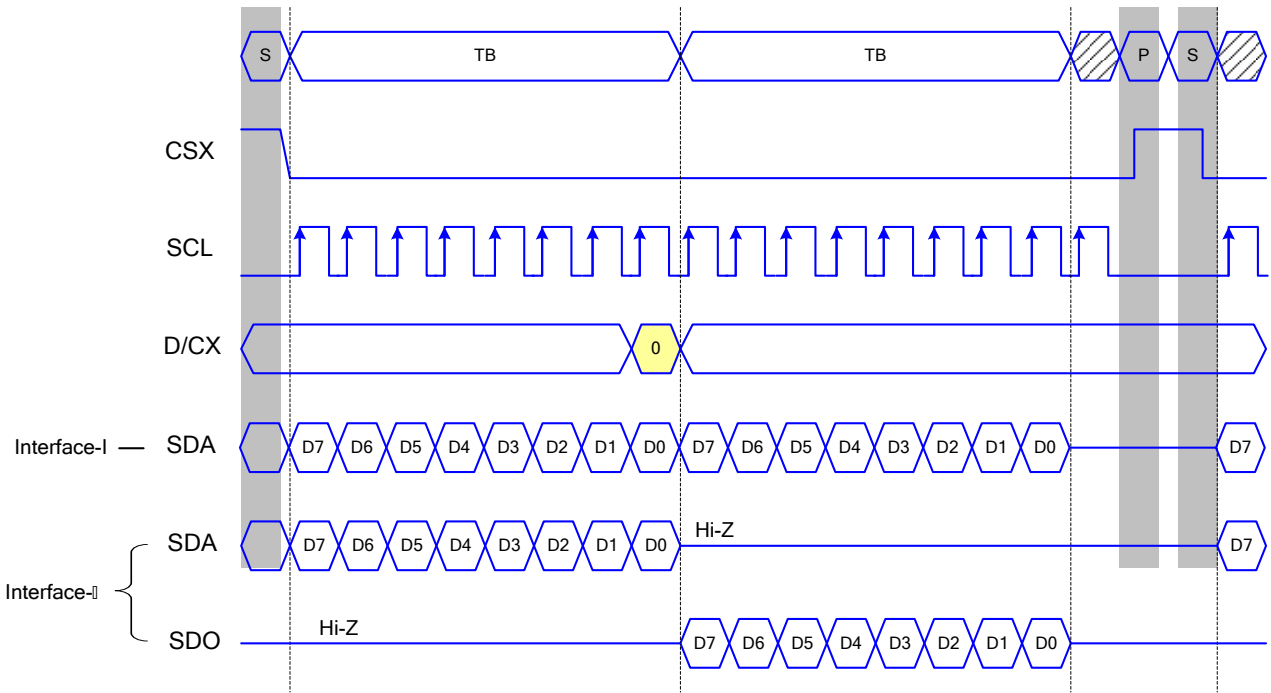 S TB TB P S
CSX
SCL
D/CX 0
Interface-I SDA D7 D6 D5 D4 D3 D2 D1 D0 D7 D6 D5 D4 D3 D2 D1 D0 D7
SDA D7 D6 D5 D4 D3 D2 D1 D0 Hi-Z D7
Interface-
SDO Hi-Z D7 D6 D5 D4 D3 D2 D1 D0